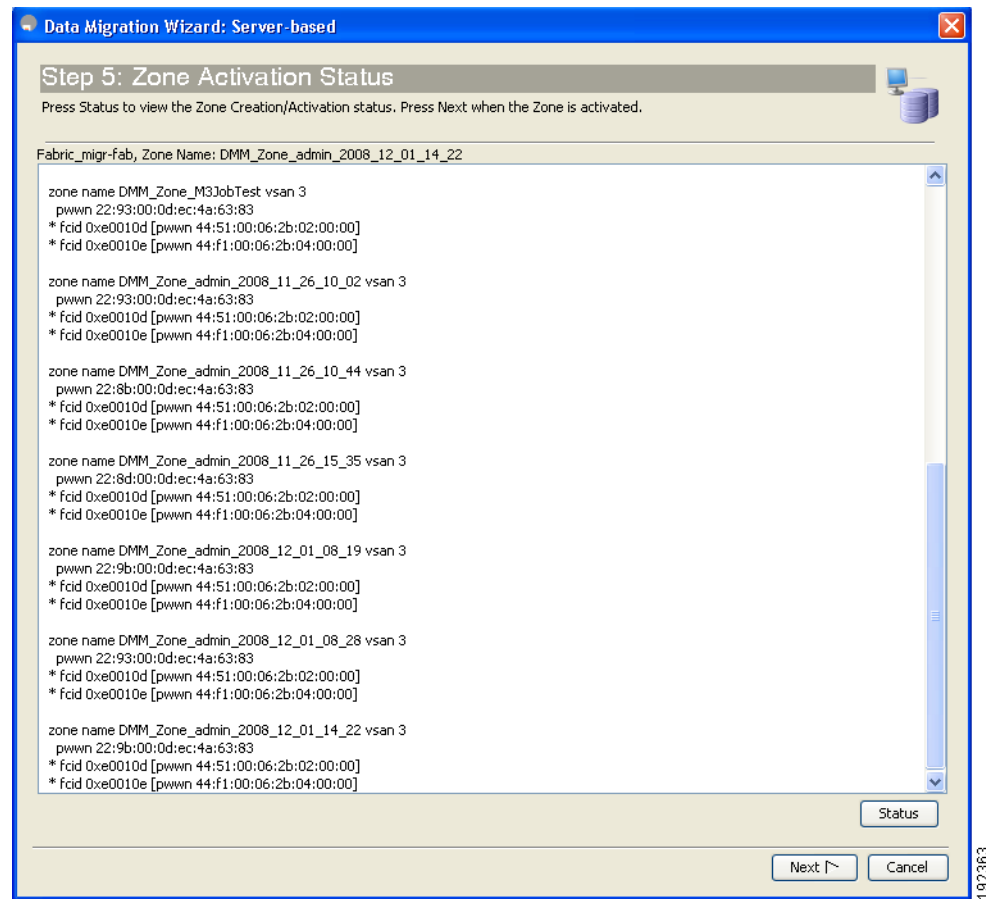 Data Migration Wizard: Server-based
Step 5: Zone Activation Status
Press Status to view the Zone Creation/Activation status. Press Next when the Zone is activated.
Fabric_migr-fab, Zone Name: DMM_Zone_admin_2008_12_01_14_22
zone name DMM_Zone_M3JobTest vsan 3
pwwn 22:93:00:0d:ec:4a:63:83
* fcid 0xe0010d [pwwn 44:51:00:06:2b:02:00:00]
* fcid 0xe0010e [pwwn 44:f1:00:06:2b:04:00:00]
zone name DMM_Zone_admin_2008_11_26_10_02 vsan 3
pwwn 22:93:00:0d:ec:4a:63:83
* fcid 0xe0010d [pwwn 44:51:00:06:2b:02:00:00]
* fcid 0xe0010e [pwwn 44:f1:00:06:2b:04:00:00]
zone name DMM_Zone_admin_2008_11_26_10_44 vsan 3
pwwn 22:8b:00:0d:ec:4a:63:83
* fcid 0xe0010d [pwwn 44:51:00:06:2b:02:00:00]
* fcid 0xe0010e [pwwn 44:f1:00:06:2b:04:00:00]
zone name DMM_Zone_admin_2008_11_26_15_35 vsan 3
pwwn 22:8d:00:0d:ec:4a:63:83
* fcid 0xe0010d [pwwn 44:51:00:06:2b:02:00:00]
* fcid 0xe0010e [pwwn 44:f1:00:06:2b:04:00:00]
zone name DMM_Zone_admin_2008_12_01_08_19 vsan 3
pwwn 22:9b:00:0d:ec:4a:63:83
* fcid 0xe0010d [pwwn 44:51:00:06:2b:02:00:00]
* fcid 0xe0010e [pwwn 44:f1:00:06:2b:04:00:00]
zone name DMM_Zone_admin_2008_12_01_08_28 vsan 3
pwwn 22:93:00:0d:ec:4a:63:83
* fcid 0xe0010d [pwwn 44:51:00:06:2b:02:00:00]
* fcid 0xe0010e [pwwn 44:f1:00:06:2b:04:00:00]
zone name DMM_Zone_admin_2008_12_01_14_22 vsan 3
pwwn 22:9b:00:0d:ec:4a:63:83
* fcid 0xe0010d [pwwn 44:51:00:06:2b:02:00:00]
* fcid 0xe0010e [pwwn 44:f1:00:06:2b:04:00:00]
Status
Next Cancel
192363